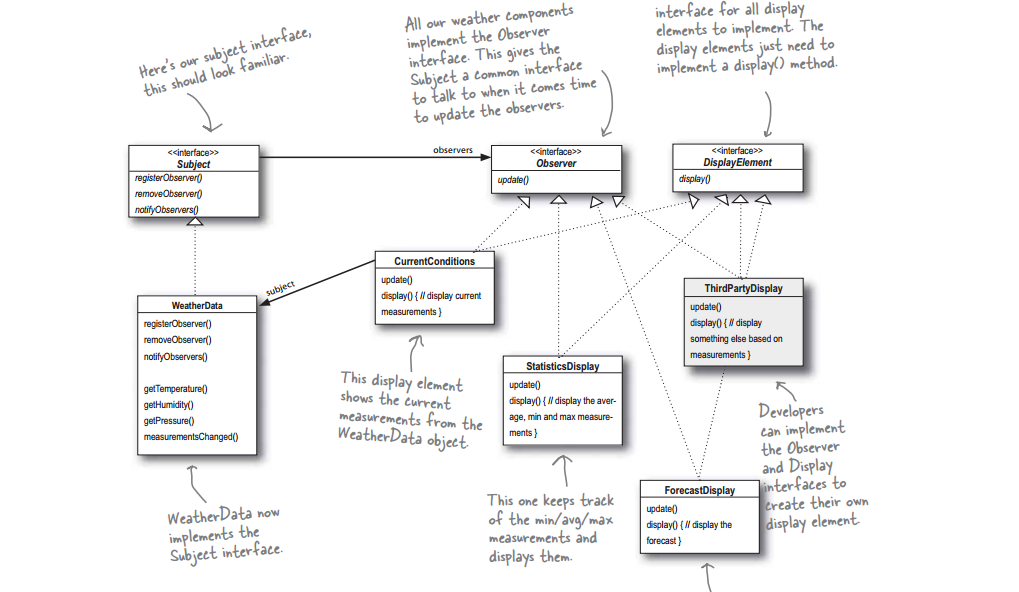 Here's our subject interface,
this should look familiar.
All our weather components
implement the Observer
interface. This gives the
Subject a common interface
to talk to when it comes time
to update the observers.
interface for all display
elements to implement. The
display elements just need to
implement a display() method.
<<interface>>
Subject
registerObserver()
removeObserver()
notifyObservers()
observers
<<interface>>
Observer
update()
<<interface>>
DisplayElement
display()
subject
WeatherData
registerObserver()
removeObserver()
notifyObservers()
getTemperature()
getHumidity()
getPressure()
measurementsChanged()
CurrentConditions
update()
display() { // display current
measurements }
StatisticsDisplay
update()
display() { // display the aver-
age, min and max measure-
ments }
ThirdPartyDisplay
update()
display() { // display
something else based on
measurements }
ForecastDisplay
update()
display() { // display the
forecast }
This display element
shows the current
measurements from the
WeatherData object.
WeatherData now
implements the
Subject interface.
This one keeps track
of the min/avg/max
measurements and
displays them.
Developers
can implement
the Observer
and Display
interfaces to
create their own
display element.